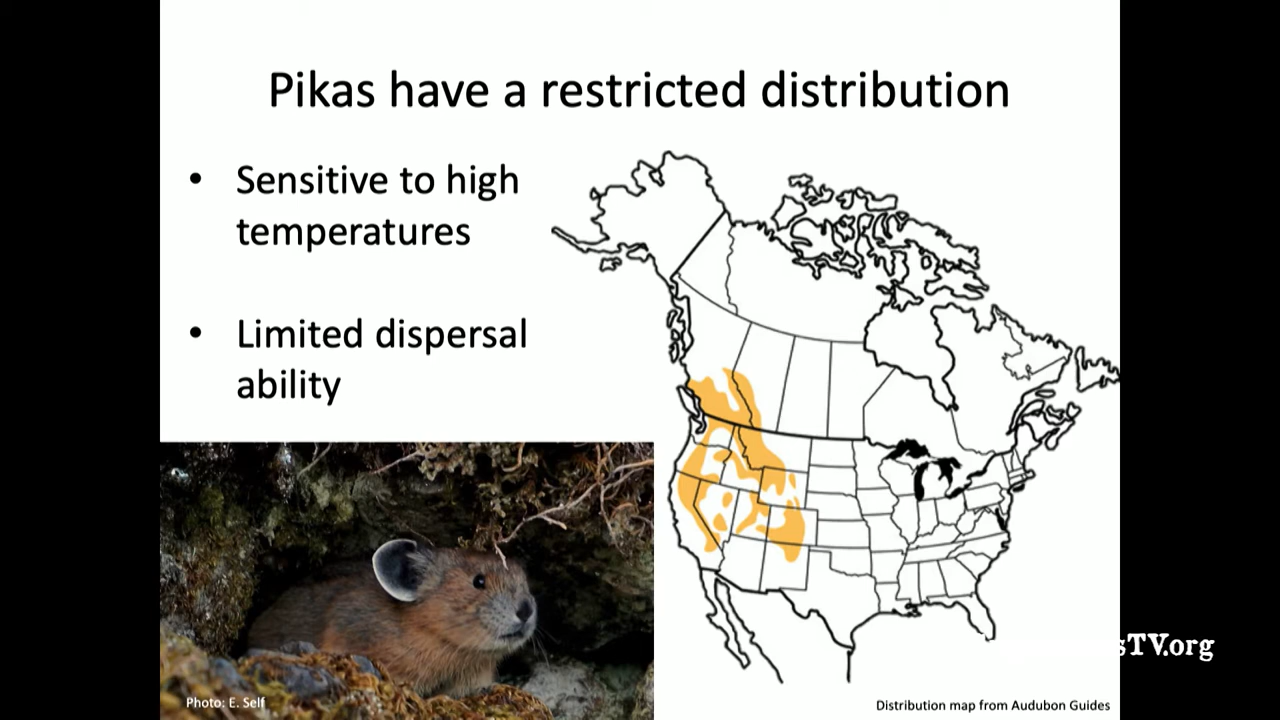 Pikas have a restricted distribution
• Sensitive to high
temperatures
• Limited dispersal
ability
Photo: E. Self
Distribution map from Audubon Guides
sTV.org